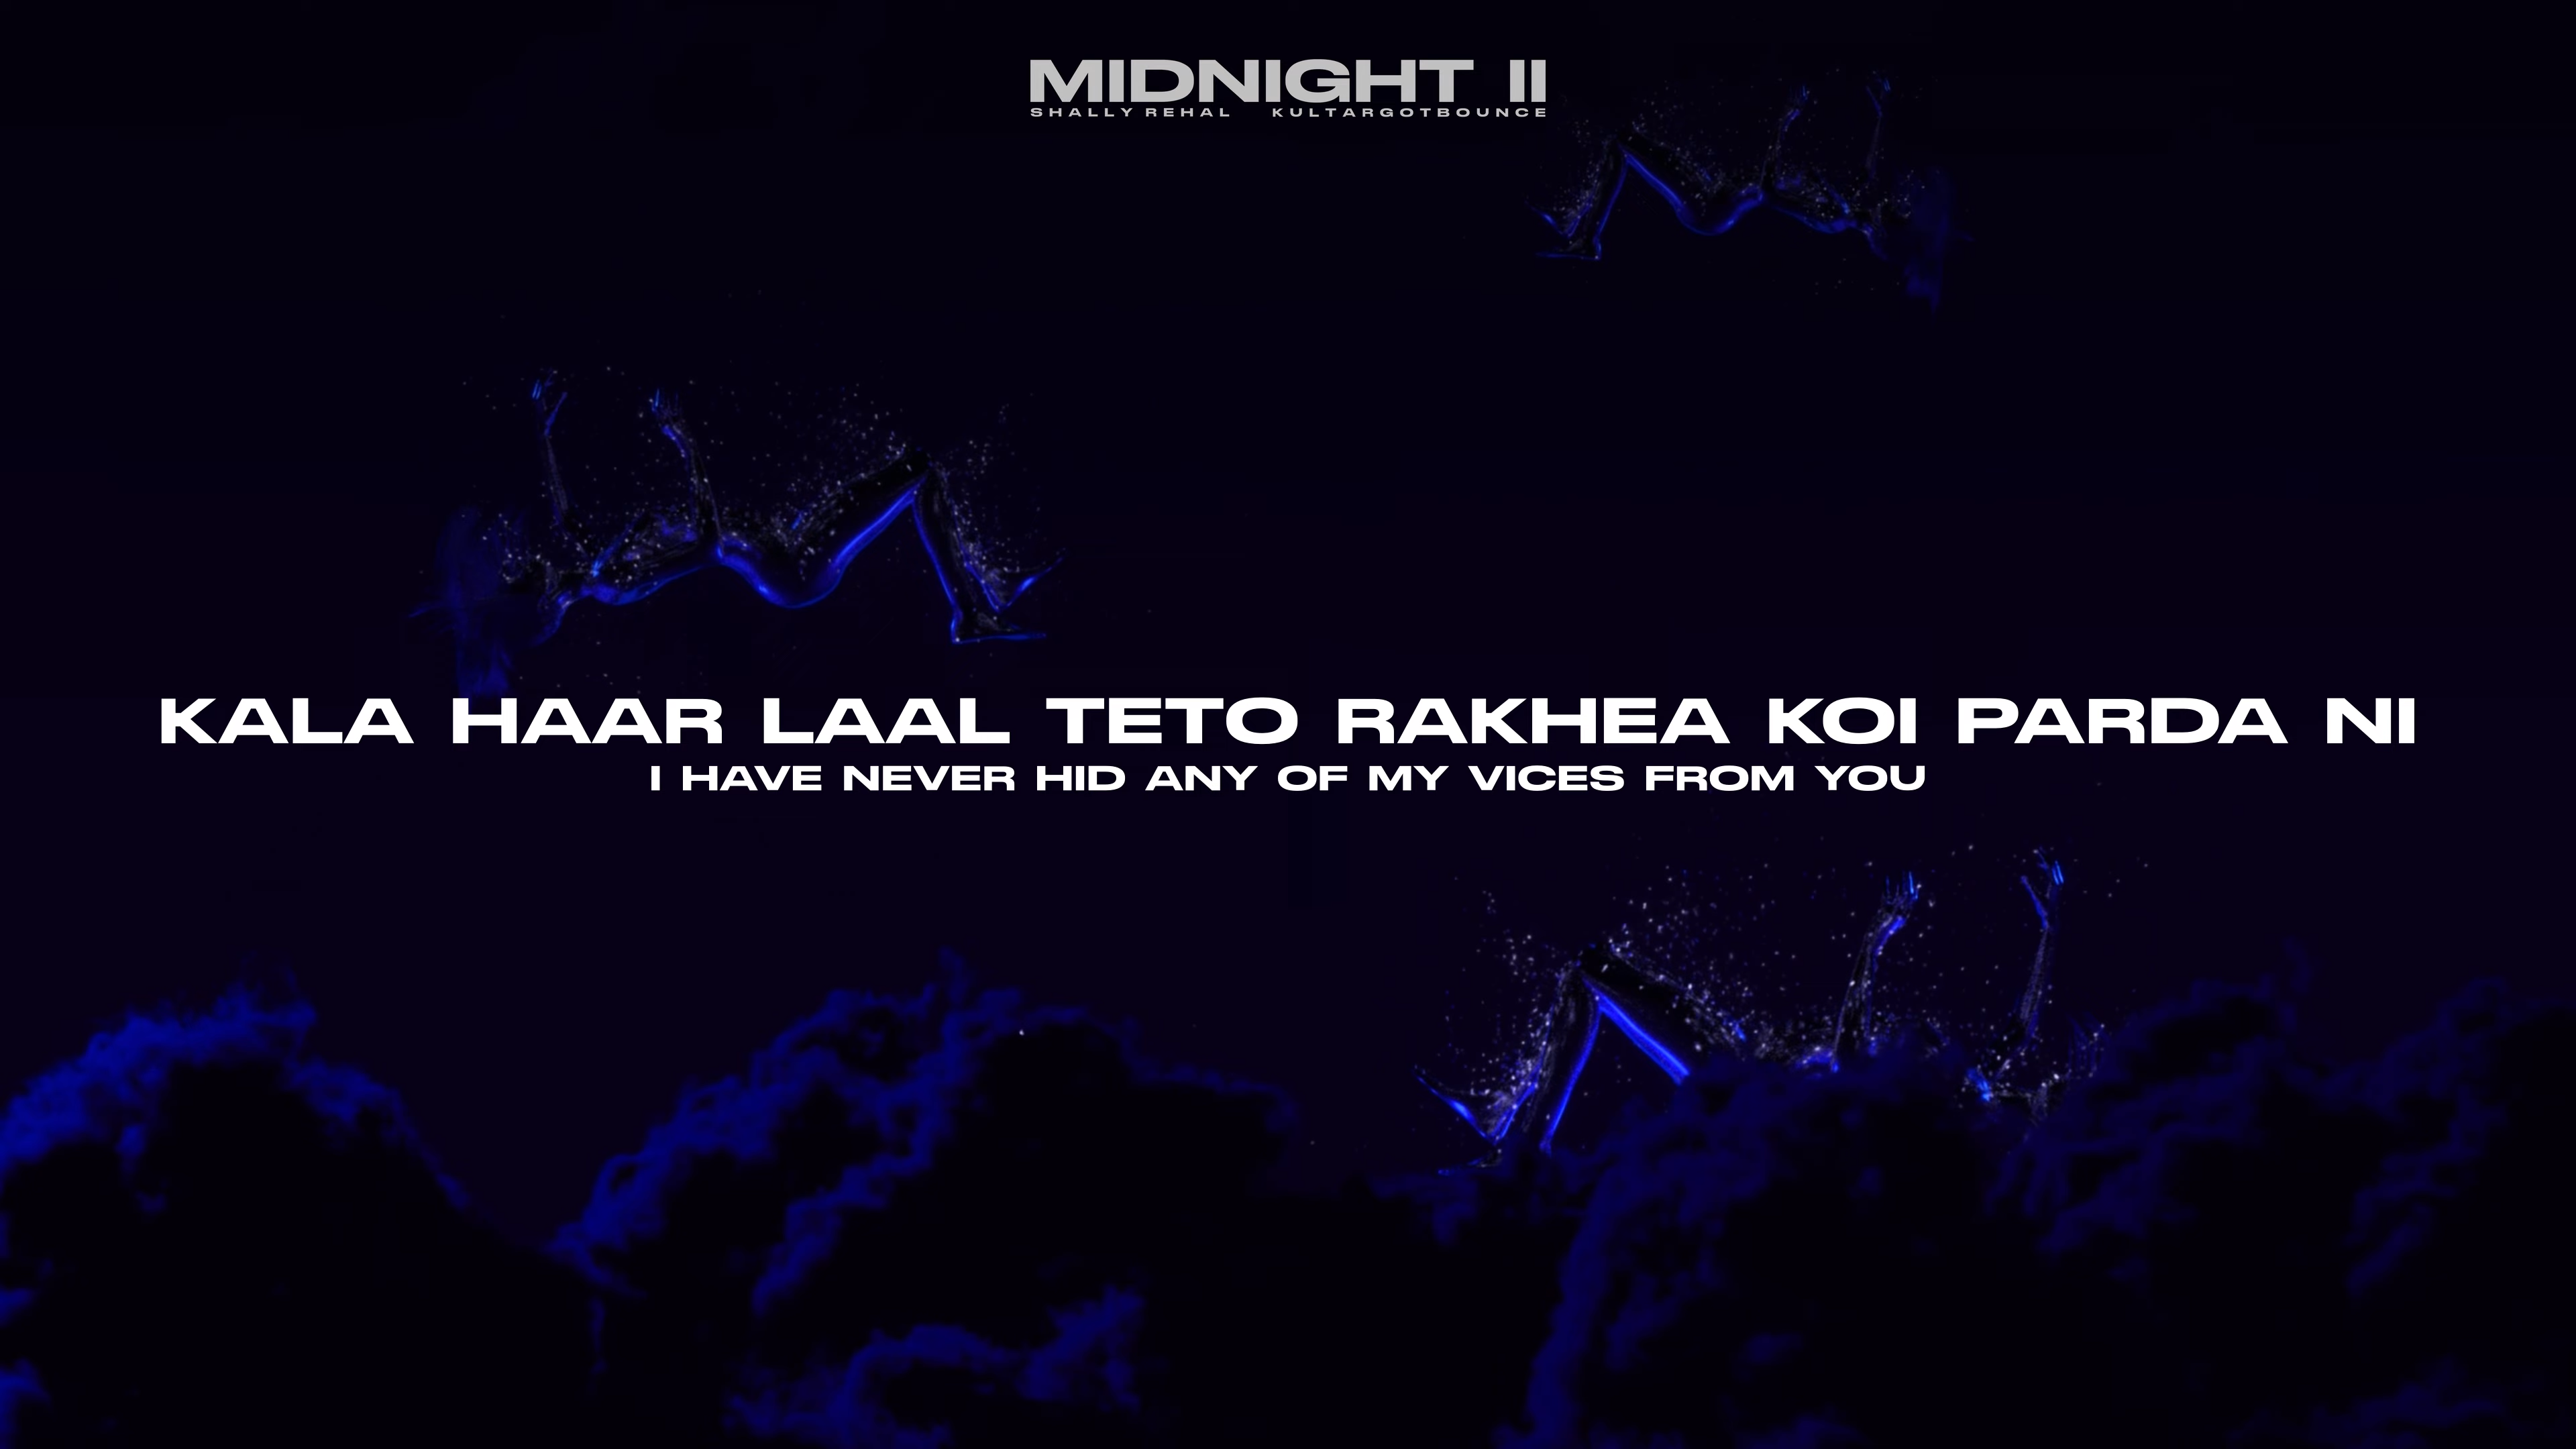 MIDNIGHT II
SHALLY REHAL KULTARGOTBOUNCE
KALA HAAR LAAL TETO RAKHEA KOI PARDA NI
I HAVE NEVER HID ANY OF MY VICES FROM YOU